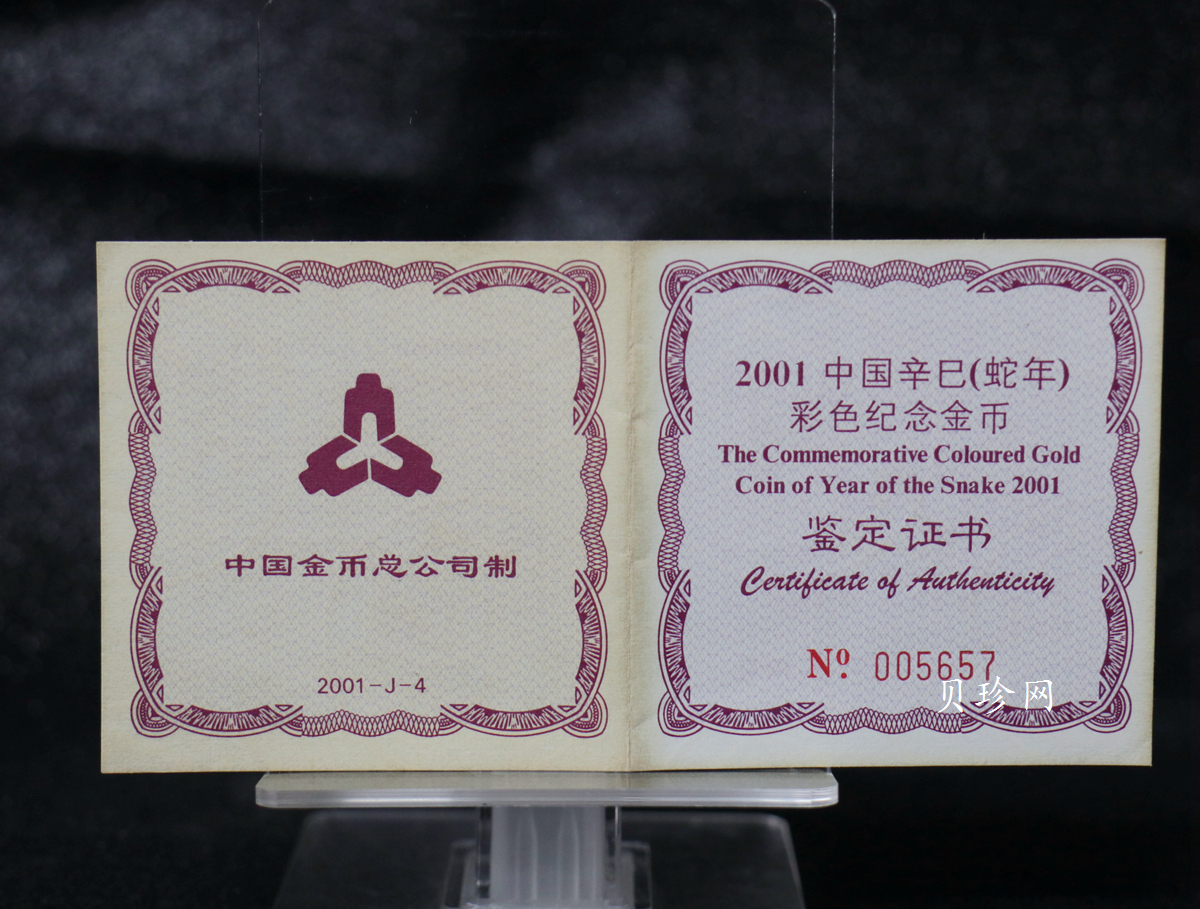 中国金币总公司制
2001-J-4
2001 中国辛巳(蛇年)
彩色纪念金币
The Commemorative Coloured Gold
Coin of Year of the Snake 2001
鉴定证书
Certificate of Authenticity
Nº 005657
贝珍网